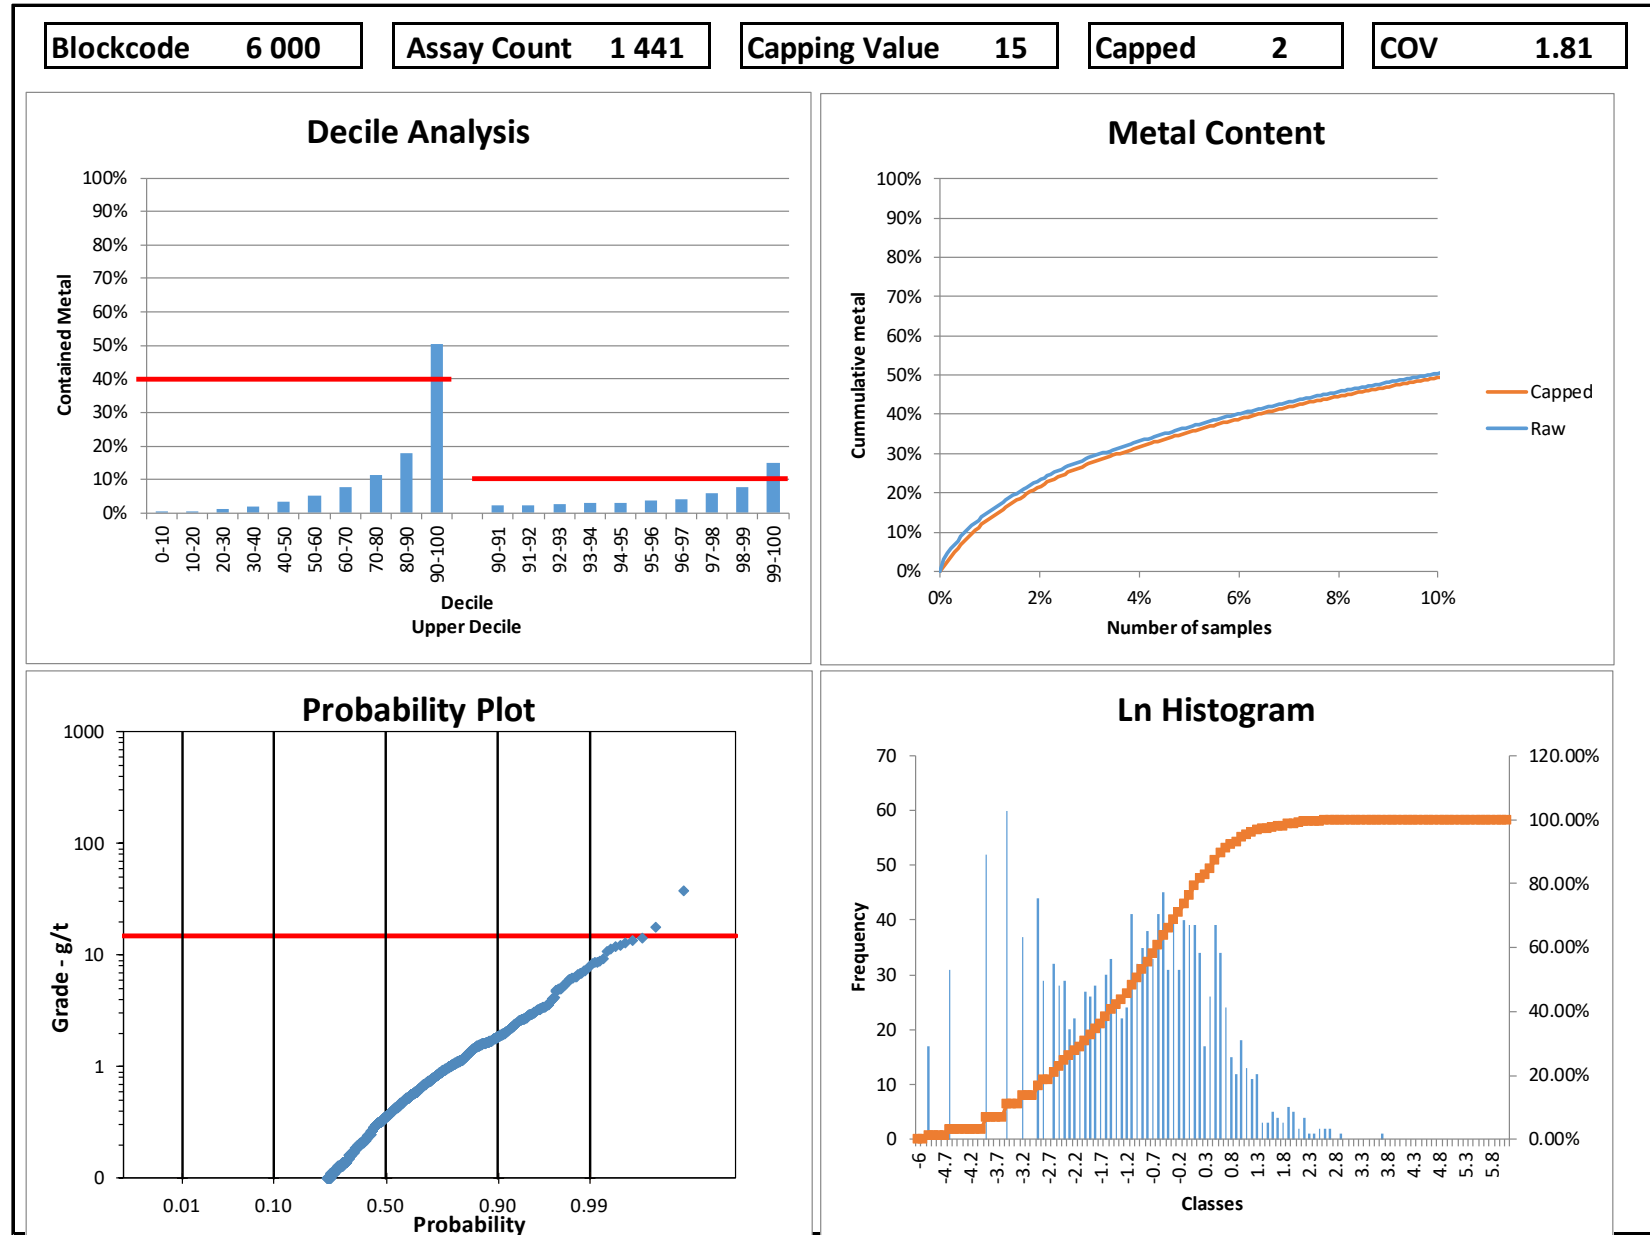 Blockcode 6 000 Assay Count 1 441 Capping Value 15 Capped 2 COV 1.81
Decile Analysis
100%
90%
80%
70%
60%
50%
40%
30%
20%
10%
0%
Contained Metal
0-10 10-20 20-30 30-40 40-50 50-60 60-70 70-80 80-90 90-100 90-91 91-92 92-93 93-94 94-95 95-96 96-97 97-98 98-99 99-100
Decile
Upper Decile
Metal Content
100%
90%
80%
70%
60%
50%
40%
30%
20%
10%
0%
Cummulative metal
0% 2% 4% 6% 8% 10%
Number of samples
Capped
Raw
Probability Plot
1000
100
10
1
0
Grade - g/t
0.01 0.10 0.50 0.90 0.99
Probability
Ln Histogram
70
60
50
40
30
20
10
0
Frequency
120.00%
100.00%
80.00%
60.00%
40.00%
20.00%
0.00%
-6 -4.7 -4.2 -3.7 -3.2 -2.7 -2.2 -1.7 -1.2 -0.7 -0.2 0.3 0.8 1.3 1.8 2.3 2.8 3.3 3.8 4.3 4.8 5.3 5.8
Classes